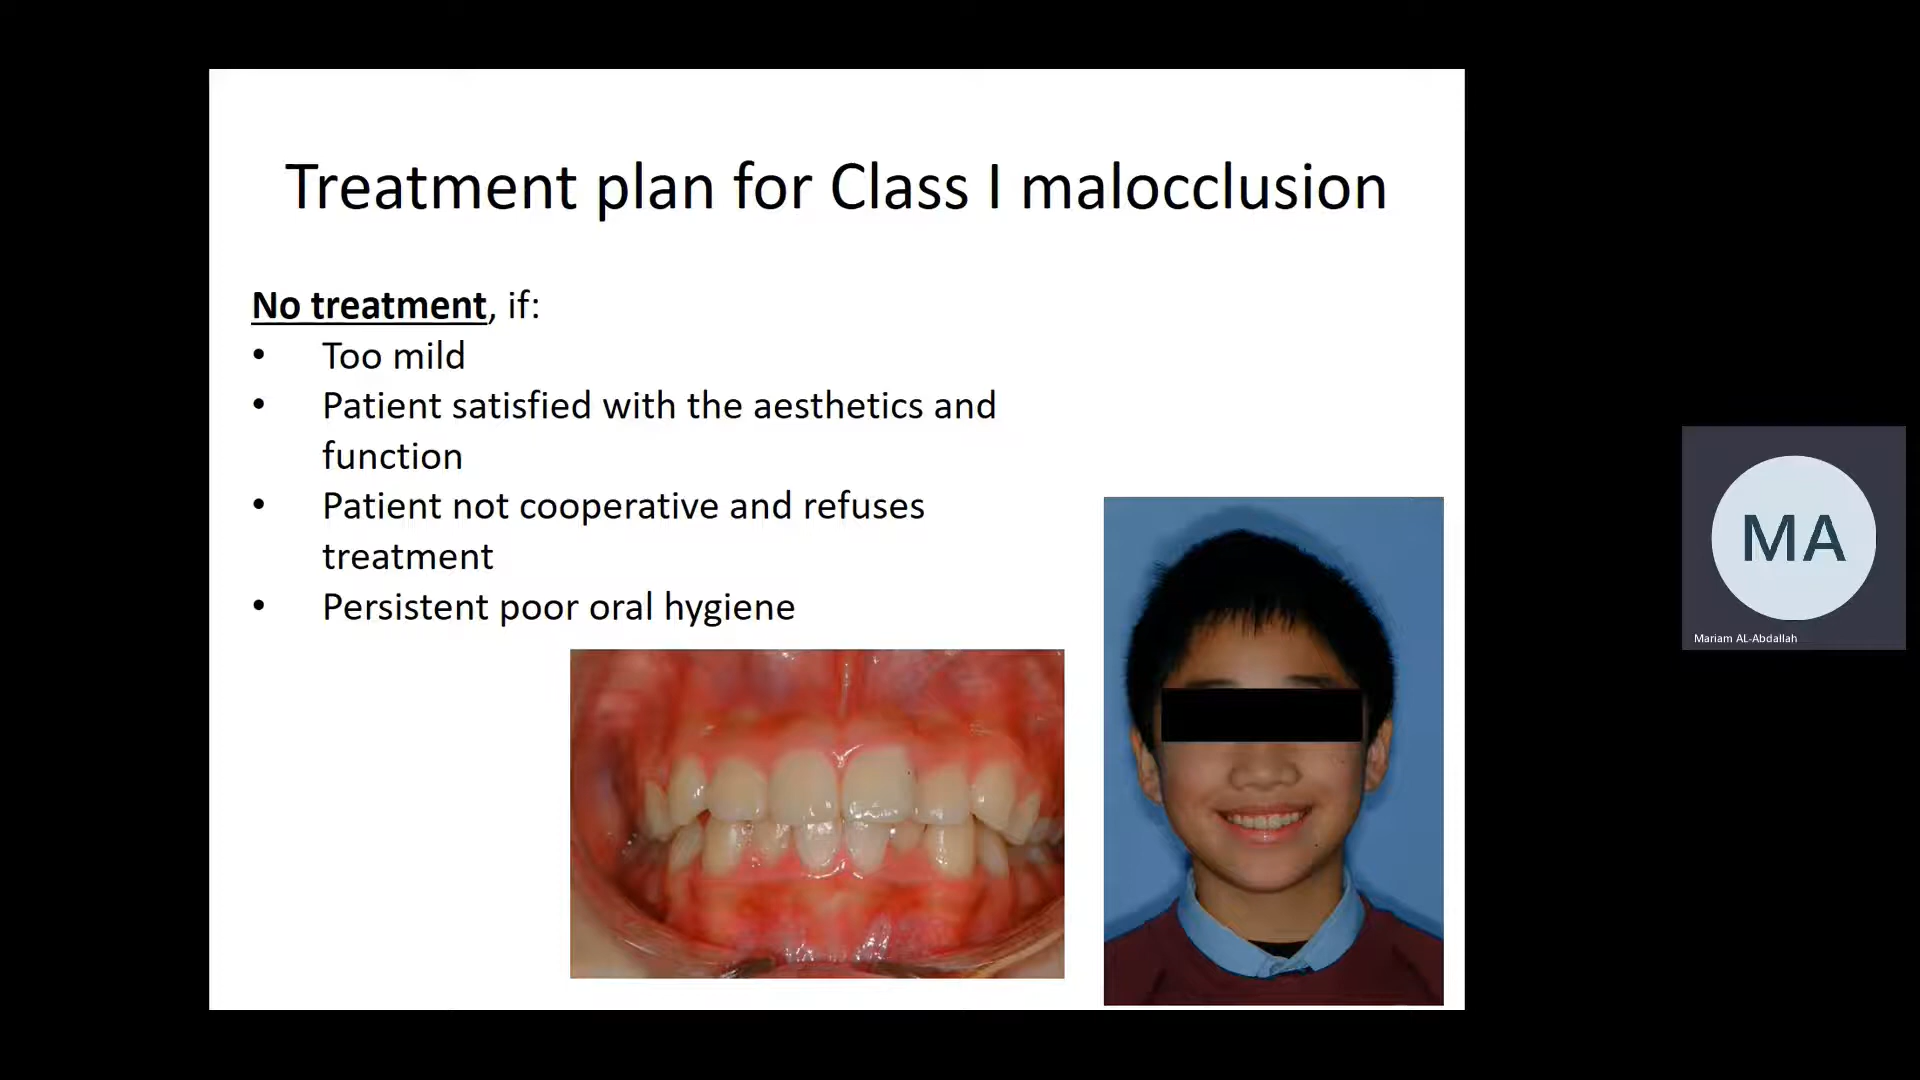 Treatment plan for Class I malocclusion
No treatment, if:
• Too mild
• Patient satisfied with the aesthetics and
function
• Patient not cooperative and refuses
treatment
• Persistent poor oral hygiene
MA
Mariam AL-Abdallah